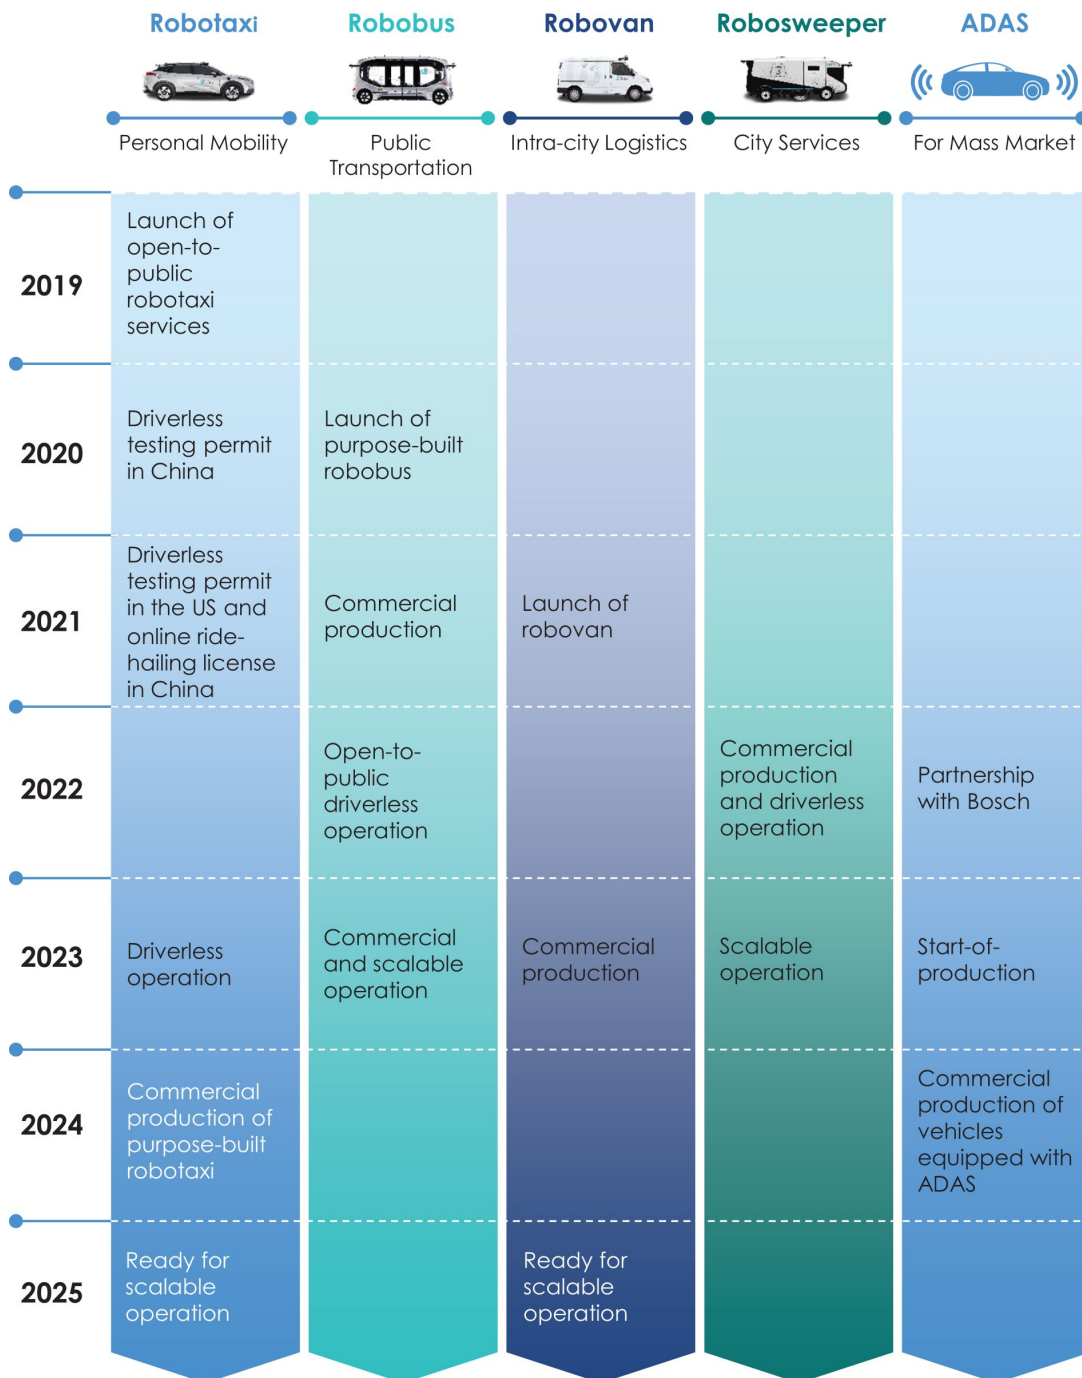 Robotaxi
Robobus
Robovan
Robosweeper
ADAS
Personal Mobility
Public
Transportation
Intra-city Logistics
City Services
For Mass Market
2019
Launch of
open-to-
public
robotaxi
services
2020
Driverless
testing permit
in China
Launch of
purpose-built
robobus
2021
Driverless
testing permit
in the US and
online ride-
hailing license
in China
Commercial
production
Launch of
robovan
2022
Open-to-
public
driverless
operation
Commercial
production
and driverless
operation
Partnership
with Bosch
2023
Driverless
operation
Commercial
and scalable
operation
Commercial
production
Scalable
operation
Start-of-
production
2024
Commercial
production of
purpose-built
robotaxi
Commercial
production of
vehicles
equipped with
ADAS
2025
Ready for
scalable
operation
Ready for
scalable
operation